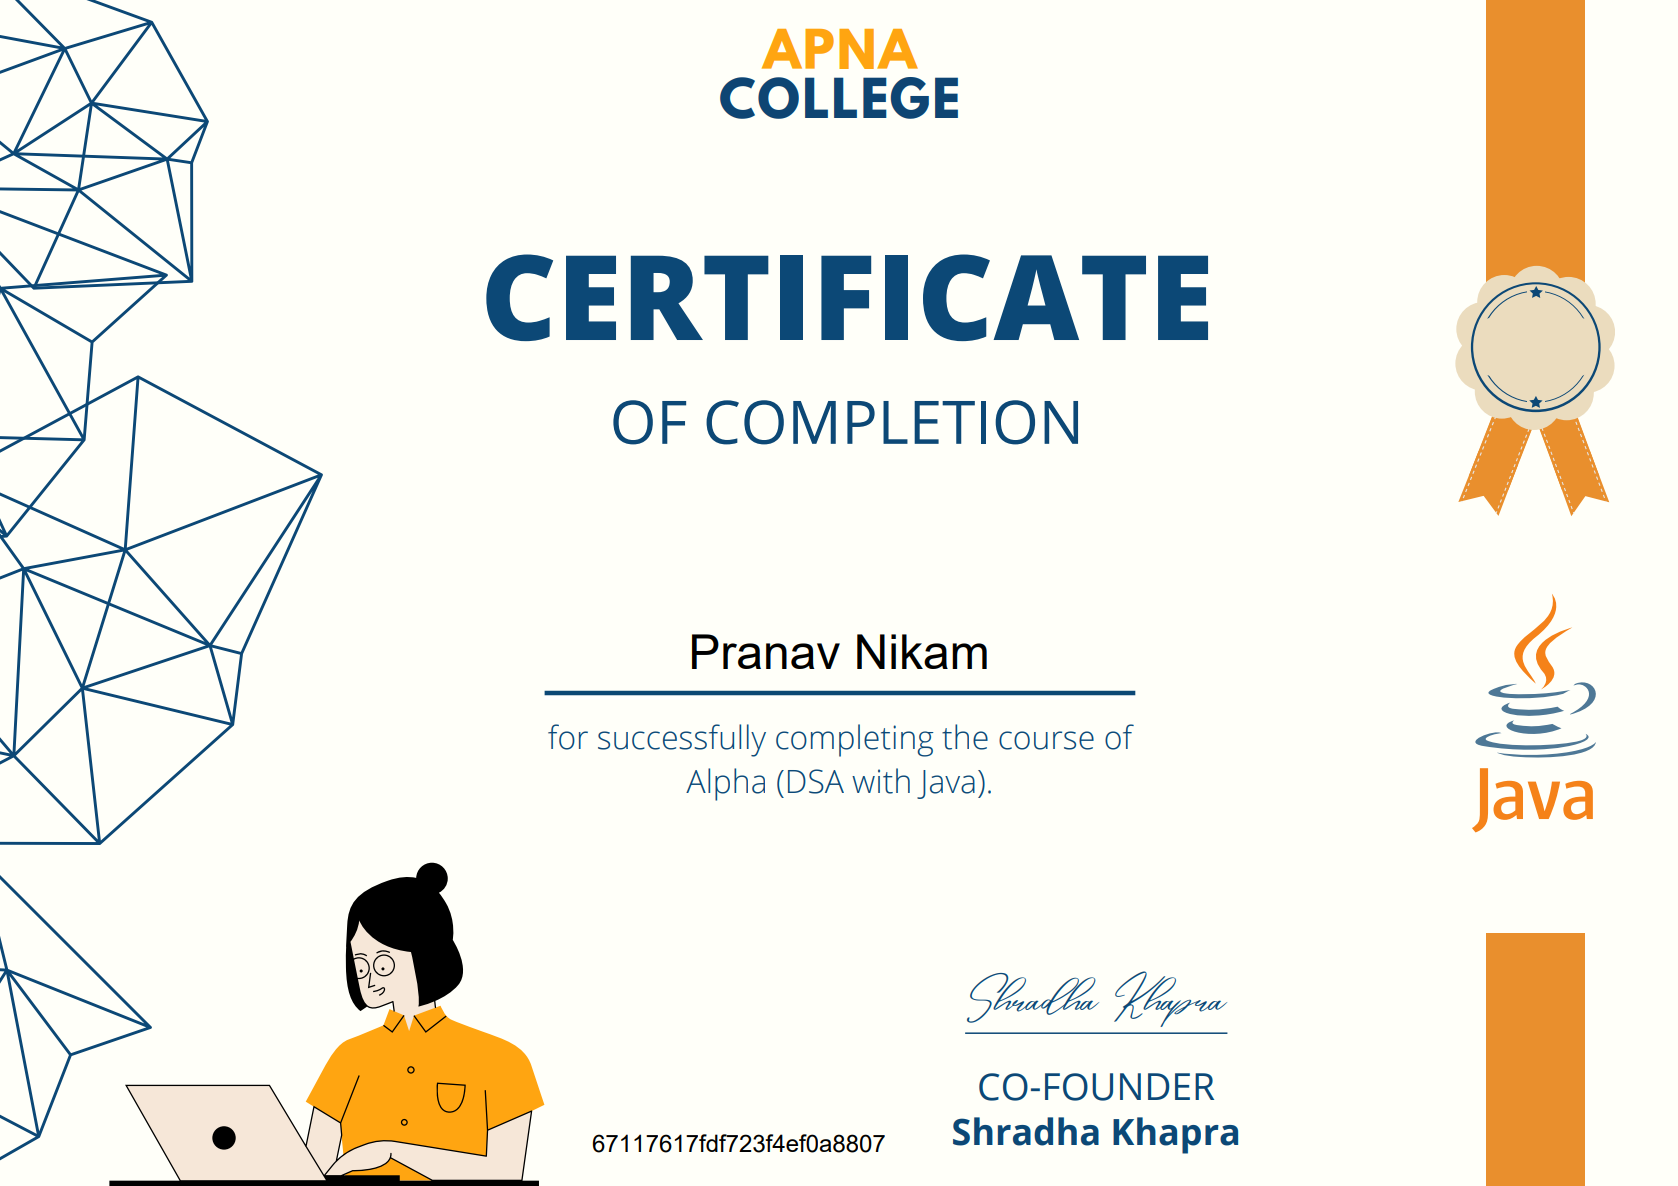 APNA
COLLEGE
CERTIFICATE
OF COMPLETION
Pranav Nikam
for successfully completing the course of
Alpha (DSA with Java).
Java
Shradha Khapra
CO-FOUNDER
Shradha Khapra
67117617fdf723f4ef0a8807